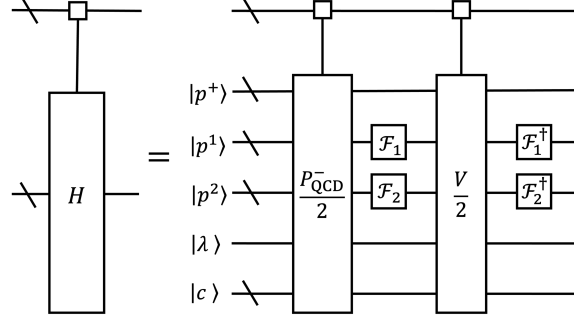 |p⁺⟩
|p¹⟩ ℱ₁ ℱ₁†
H = P⁻_QCD/2 V/2
|p²⟩ ℱ₂ ℱ₂†
|λ⟩
|c⟩